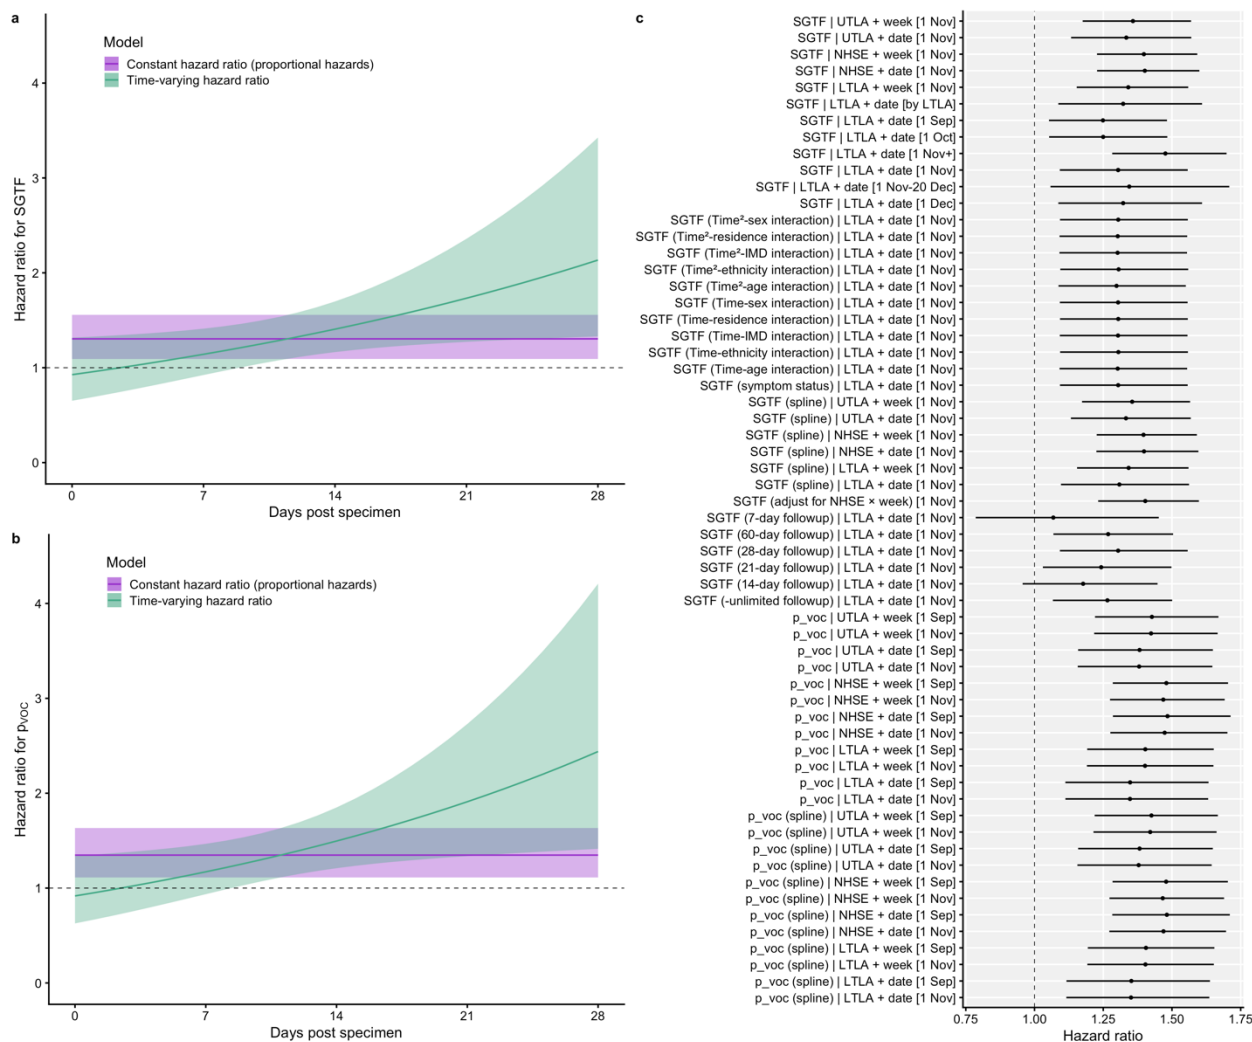 a
Model
Constant hazard ratio (proportional hazards)
Time-varying hazard ratio
Hazard ratio for SGTF
4
3
2
1
0
0 7 14 21 28
Days post specimen
b
Model
Constant hazard ratio (proportional hazards)
Time-varying hazard ratio
Hazard ratio for pVOC
4
3
2
1
0
0 7 14 21 28
Days post specimen
c
SGTF | UTLA + week [1 Nov]
SGTF | UTLA + date [1 Nov]
SGTF | NHSE + week [1 Nov]
SGTF | NHSE + date [1 Nov]
SGTF | LTLA + week [1 Nov]
SGTF | LTLA + date [by LTLA]
SGTF | LTLA + date [1 Sep]
SGTF | LTLA + date [1 Oct]
SGTF | LTLA + date [1 Nov+]
SGTF | LTLA + date [1 Nov]
SGTF | LTLA + date [1 Nov-20 Dec]
SGTF | LTLA + date [1 Dec]
SGTF (Time²-sex interaction) | LTLA + date [1 Nov]
SGTF (Time²-residence interaction) | LTLA + date [1 Nov]
SGTF (Time²-IMD interaction) | LTLA + date [1 Nov]
SGTF (Time²-ethnicity interaction) | LTLA + date [1 Nov]
SGTF (Time²-age interaction) | LTLA + date [1 Nov]
SGTF (Time-sex interaction) | LTLA + date [1 Nov]
SGTF (Time-residence interaction) | LTLA + date [1 Nov]
SGTF (Time-IMD interaction) | LTLA + date [1 Nov]
SGTF (Time-ethnicity interaction) | LTLA + date [1 Nov]
SGTF (Time-age interaction) | LTLA + date [1 Nov]
SGTF (symptom status) | LTLA + date [1 Nov]
SGTF (spline) | UTLA + week [1 Nov]
SGTF (spline) | UTLA + date [1 Nov]
SGTF (spline) | NHSE + week [1 Nov]
SGTF (spline) | NHSE + date [1 Nov]
SGTF (spline) | LTLA + week [1 Nov]
SGTF (spline) | LTLA + date [1 Nov]
SGTF (adjust for NHSE × week) [1 Nov]
SGTF (7-day followup) | LTLA + date [1 Nov]
SGTF (60-day followup) | LTLA + date [1 Nov]
SGTF (28-day followup) | LTLA + date [1 Nov]
SGTF (21-day followup) | LTLA + date [1 Nov]
SGTF (14-day followup) | LTLA + date [1 Nov]
SGTF (-unlimited followup) | LTLA + date [1 Nov]
p_voc | UTLA + week [1 Sep]
p_voc | UTLA + week [1 Nov]
p_voc | UTLA + date [1 Sep]
p_voc | UTLA + date [1 Nov]
p_voc | NHSE + week [1 Sep]
p_voc | NHSE + week [1 Nov]
p_voc | NHSE + date [1 Sep]
p_voc | NHSE + date [1 Nov]
p_voc | LTLA + week [1 Sep]
p_voc | LTLA + week [1 Nov]
p_voc | LTLA + date [1 Sep]
p_voc | LTLA + date [1 Nov]
p_voc (spline) | UTLA + week [1 Sep]
p_voc (spline) | UTLA + week [1 Nov]
p_voc (spline) | UTLA + date [1 Sep]
p_voc (spline) | UTLA + date [1 Nov]
p_voc (spline) | NHSE + week [1 Sep]
p_voc (spline) | NHSE + week [1 Nov]
p_voc (spline) | NHSE + date [1 Sep]
p_voc (spline) | NHSE + date [1 Nov]
p_voc (spline) | LTLA + week [1 Sep]
p_voc (spline) | LTLA + week [1 Nov]
p_voc (spline) | LTLA + date [1 Sep]
p_voc (spline) | LTLA + date [1 Nov]
0.75 1.00 1.25 1.50 1.75
Hazard ratio